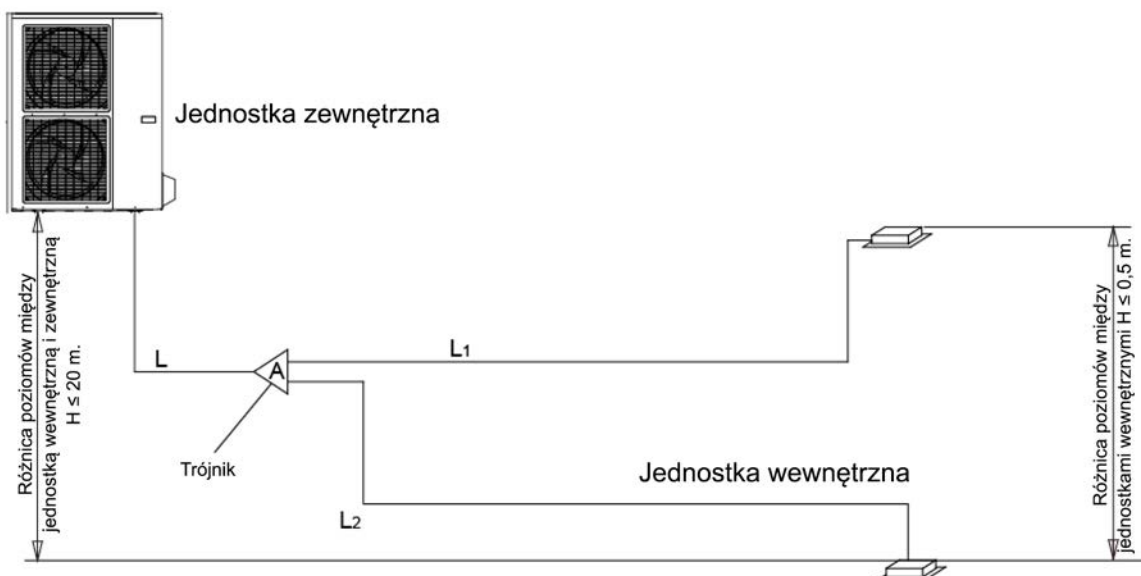 Jednostka zewnętrzna
Różnica poziomów między
jednostką wewnętrzną i zewnętrzną
H ≤ 20 m.
L
A
L1
Trójnik
L2
Jednostka wewnętrzna
Różnica poziomów między
jednostkami wewnętrznymi H ≤ 0,5 m.